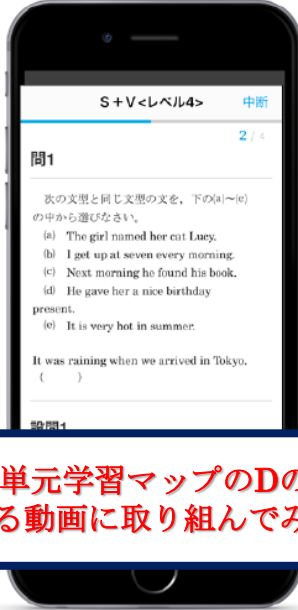 S+V<レベル4>
中断
2 / 4
問1
次の文型と同じ文型の文を，下の(a)～(e)
の中から選びなさい。
(a) The girl named her cat Lucy.
(b) I get up at seven every morning.
(c) Next morning he found his book.
(d) He gave her a nice birthday
present.
(e) It is very hot in summer.
It was raining when we arrived in Tokyo.
( )
設問1
単元学習マップのDの
る動画に取り組んでみ